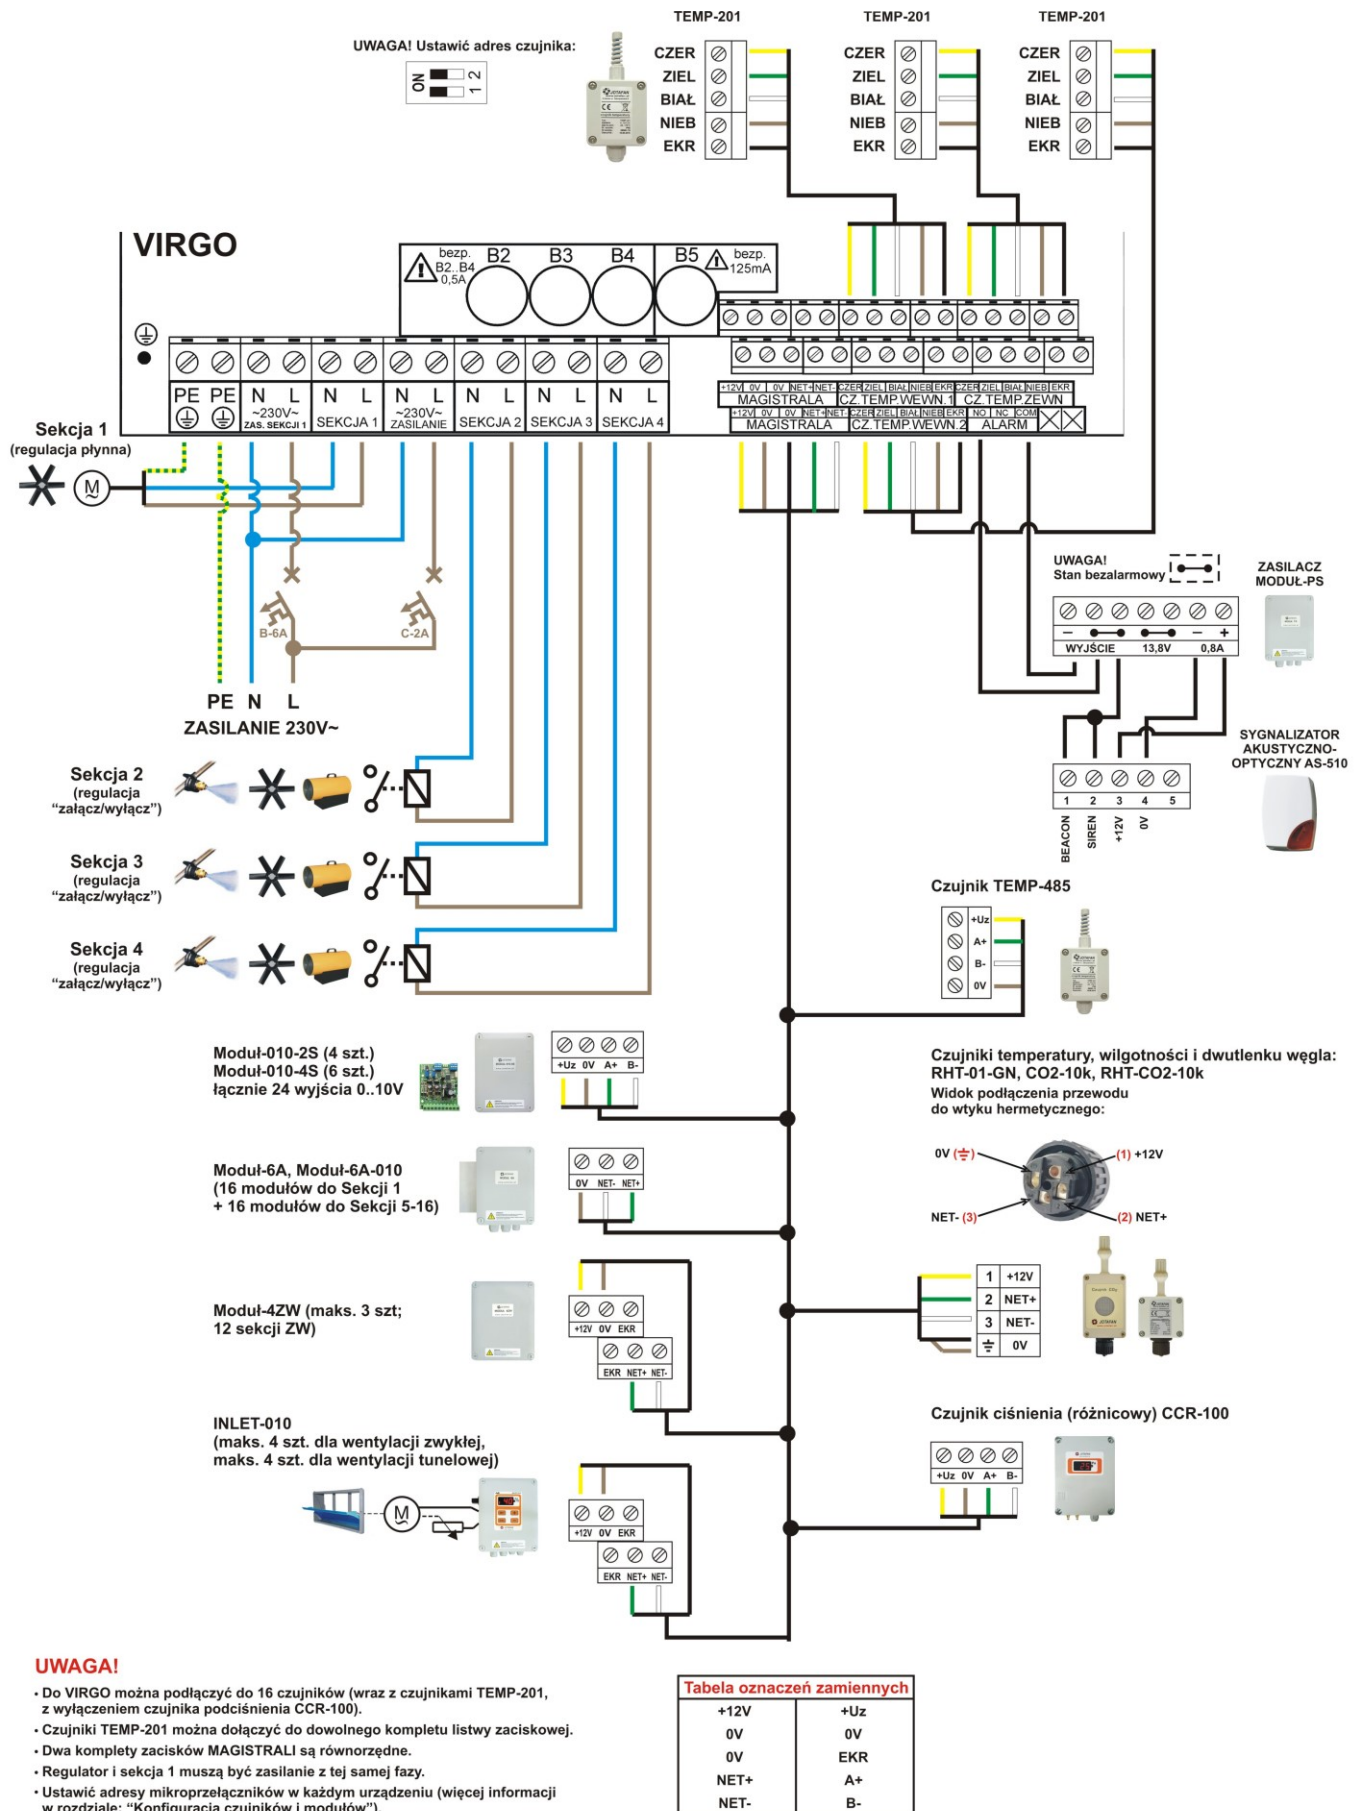 TEMP-201
TEMP-201
TEMP-201
UWAGA! Ustawić adres czujnika:
ON
1 2
CZER
ZIEL
BIAŁ
NIEB
EKR
CZER
ZIEL
BIAŁ
NIEB
EKR
CZER
ZIEL
BIAŁ
NIEB
EKR
VIRGO
bezp.
B2..B4
0,5A
B2
B3
B4
B5
bezp.
125mA
PE PE N L N L N L N L N L N L
~230V~
ZAS. SEKCJI 1
SEKCJA 1
~230V~
ZASILANIE
SEKCJA 2
SEKCJA 3
SEKCJA 4
+12V 0V 0V NET+ NET- CZER ZIEL BIAŁ NIEB EKR CZER ZIEL BIAŁ NIEB EKR
MAGISTRALA CZ.TEMP.WEWN.1 CZ.TEMP.ZEWN
+12V 0V 0V NET+ NET- CZER ZIEL BIAŁ NIEB EKR NO NC COM
MAGISTRALA CZ.TEMP.WEWN.2 ALARM
Sekcja 1
(regulacja płynna)
M
B-6A
C-2A
PE N L
ZASILANIE 230V~
UWAGA!
Stan bezalarmowy
ZASILACZ
MODUŁ-PS
− − +
WYJŚCIE 13,8V 0,8A
SYGNALIZATOR
AKUSTYCZNO-
OPTYCZNY AS-510
1 2 3 4 5
BEACON
SIREN
+12V
0V
Sekcja 2
(regulacja
“załącz/wyłącz”)
Sekcja 3
(regulacja
“załącz/wyłącz”)
Sekcja 4
(regulacja
“załącz/wyłącz”)
Czujnik TEMP-485
+Uz
A+
B-
0V
Moduł-010-2S (4 szt.)
Moduł-010-4S (6 szt.)
łącznie 24 wyjścia 0..10V
+Uz 0V A+ B-
Czujniki temperatury, wilgotności i dwutlenku węgla:
RHT-01-GN, CO2-10k, RHT-CO2-10k
Widok podłączenia przewodu
do wtyku hermetycznego:
0V (⏚)
(1) +12V
NET- (3)
(2) NET+
Moduł-6A, Moduł-6A-010
(16 modułów do Sekcji 1
+ 16 modułów do Sekcji 5-16)
0V NET- NET+
1 +12V
2 NET+
3 NET-
⏚ 0V
Moduł-4ZW (maks. 3 szt;
12 sekcji ZW)
+12V 0V EKR
EKR NET+ NET-
INLET-010
(maks. 4 szt. dla wentylacji zwykłej,
maks. 4 szt. dla wentylacji tunelowej)
M
+12V 0V EKR
EKR NET+ NET-
Czujnik ciśnienia (różnicowy) CCR-100
+Uz 0V A+ B-
UWAGA!
• Do VIRGO można podłączyć do 16 czujników (wraz z czujnikami TEMP-201,
z wyłączeniem czujnika podciśnienia CCR-100).
• Czujniki TEMP-201 można dołączyć do dowolnego kompletu listwy zaciskowej.
• Dwa komplety zacisków MAGISTRALI są równorzędne.
• Regulator i sekcja 1 muszą być zasilanie z tej samej fazy.
• Ustawić adresy mikroprzełączników w każdym urządzeniu (więcej informacji
w rozdziale: “Konfiguracja czujników i modułów”).
Tabela oznaczeń zamiennych
+12V +Uz
0V 0V
0V EKR
NET+ A+
NET- B-